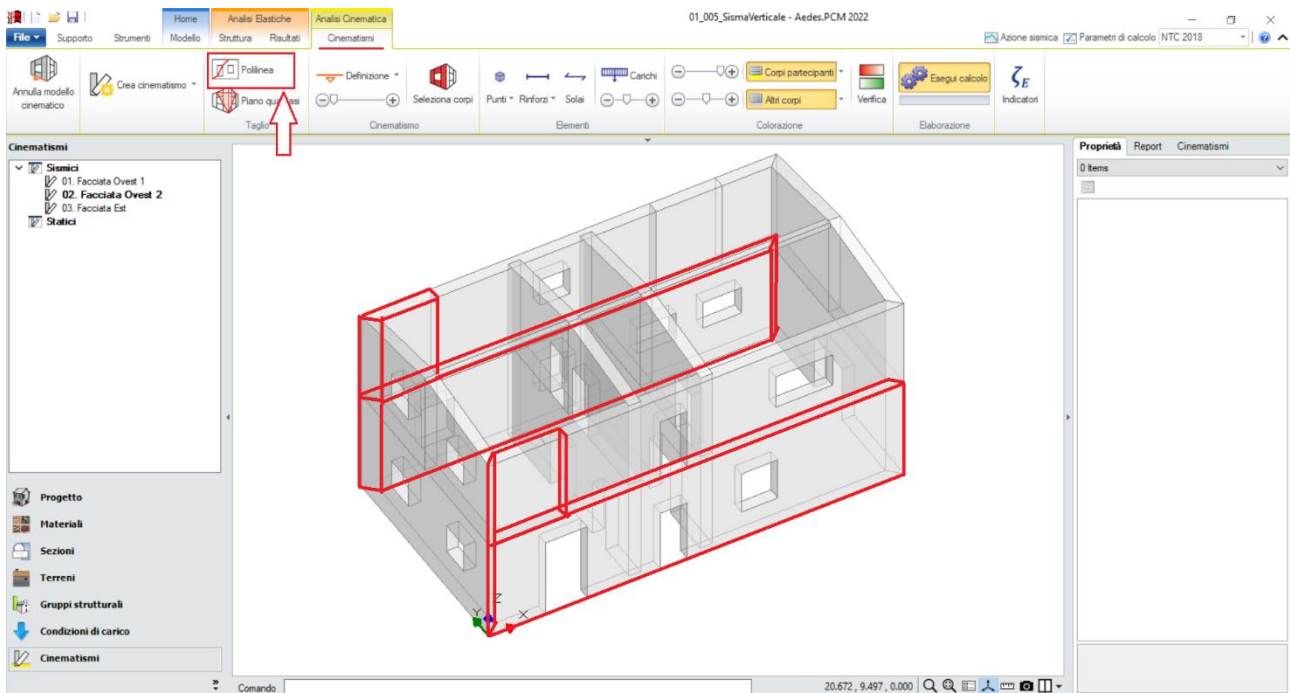 01_005_SismaVerticale - Aedes.PCM 2022
Home Analisi Elastiche Analisi Cinematica
File Supporto Strumenti Modello Struttura Risultati Cinematismi
Azione sismica Parametri di calcolo NTC 2018
Annulla modello cinematico
Crea cinematismo
Polilinea
Piano qu si
Taglio
Definizione
Seleziona corpi
Cinematismo
Punti Rinforzi Solai Carichi
Elementi
Corpi partecipanti
Altri corpi
Colorazione
Verifica
Esegui calcolo
Elaborazione
ζE
Indicatori
Cinematismi
Sismici
01. Facciata Ovest 1
02. Facciata Ovest 2
03. Facciata Est
Statici
Progetto
Materiali
Sezioni
Terreni
Gruppi strutturali
Condizioni di carico
Cinematismi
Z
Y
X
Proprietà Report Cinematismi
0 Items
Comando
20.672 , 9.497 , 0.000